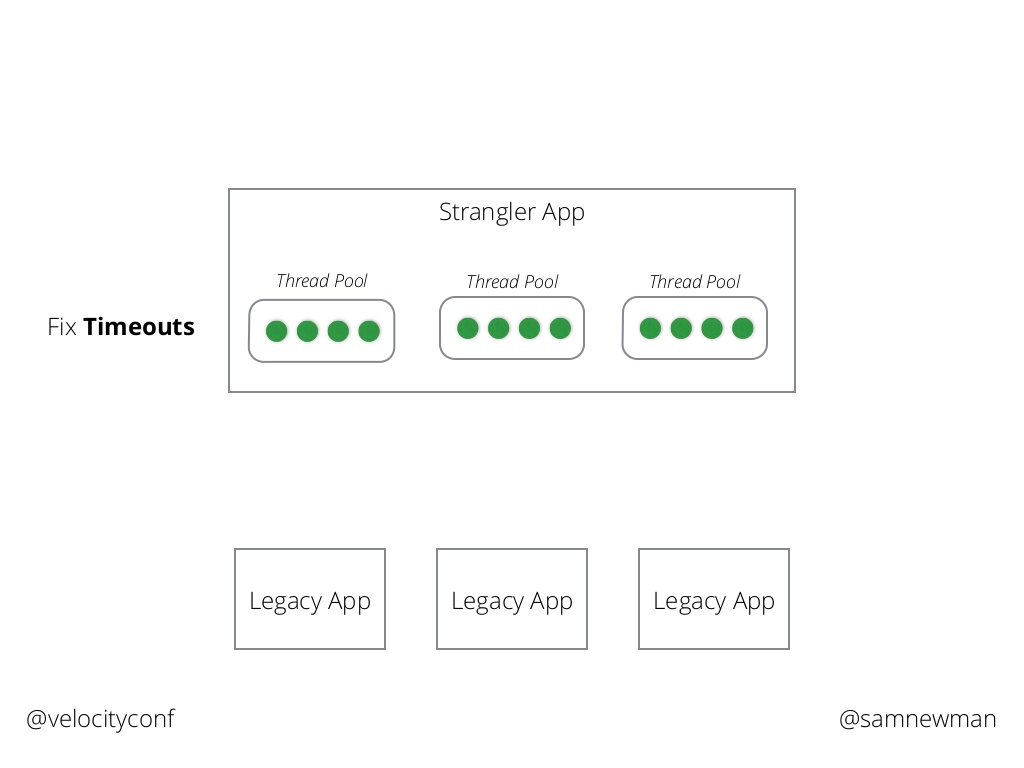 Strangler App
Thread Pool
Thread Pool
Thread Pool
Fix Timeouts
Legacy App
Legacy App
Legacy App
@velocityconf
@samnewman